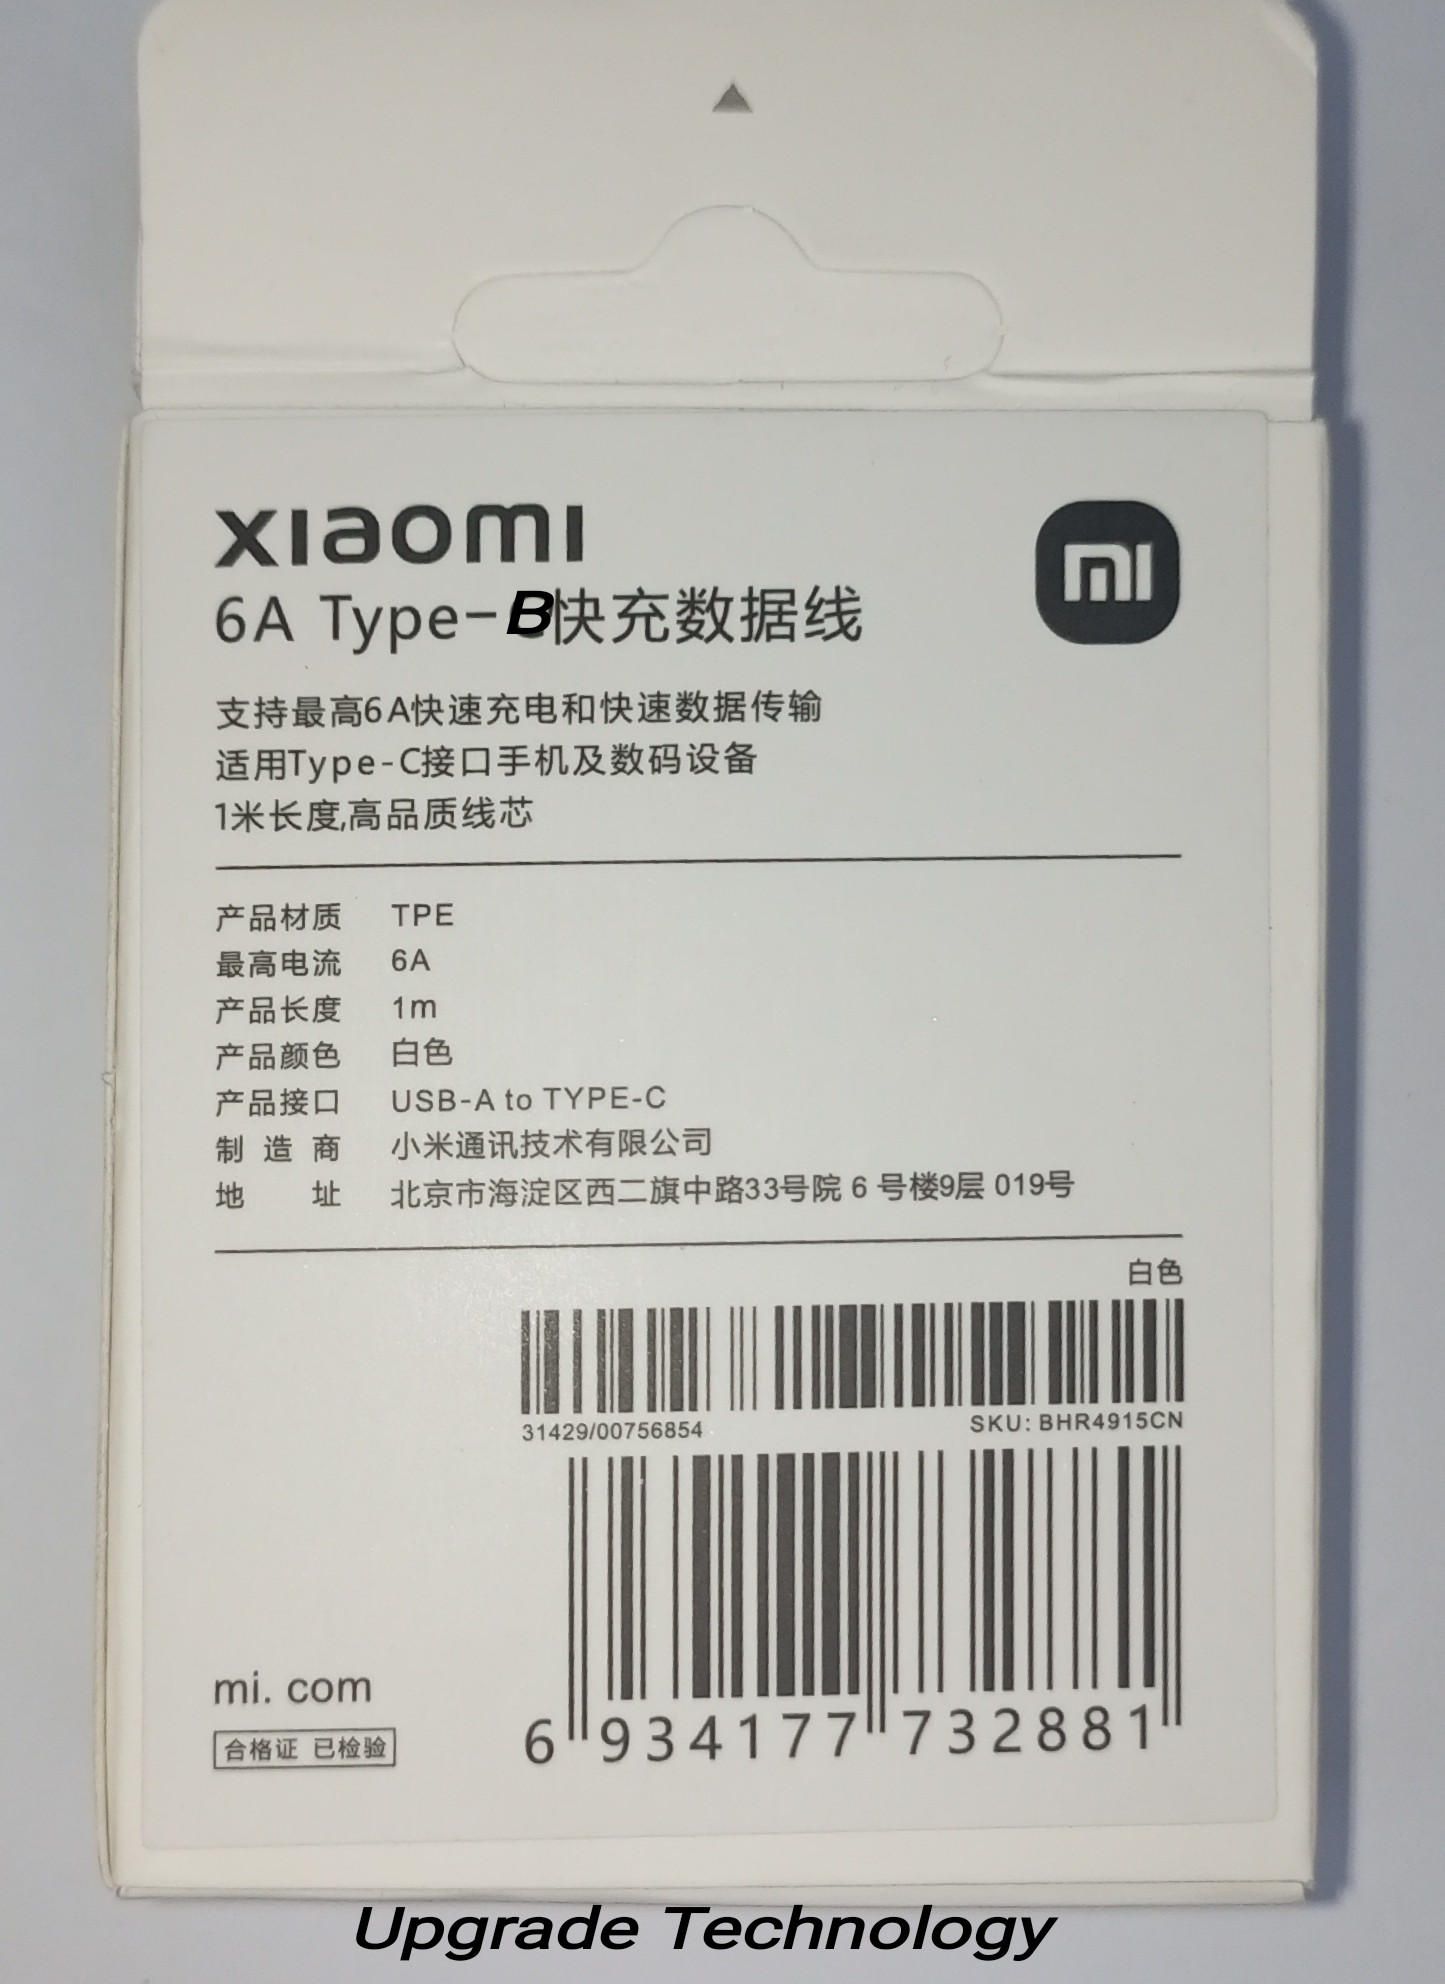 xiaomi
mi
6A Type-B快充数据线
支持最高6A快速充电和快速数据传输
适用Type-C接口手机及数码设备
1米长度,高品质线芯
产品材质 TPE
最高电流 6A
产品长度 1m
产品颜色 白色
产品接口 USB-A to TYPE-C
制造商 小米通讯技术有限公司
地址 北京市海淀区西二旗中路33号院 6 号楼9层 019号
白色
31429/00756854 SKU: BHR4915CN
mi. com
合格证 已检验
6 934177 732881
Upgrade Technology